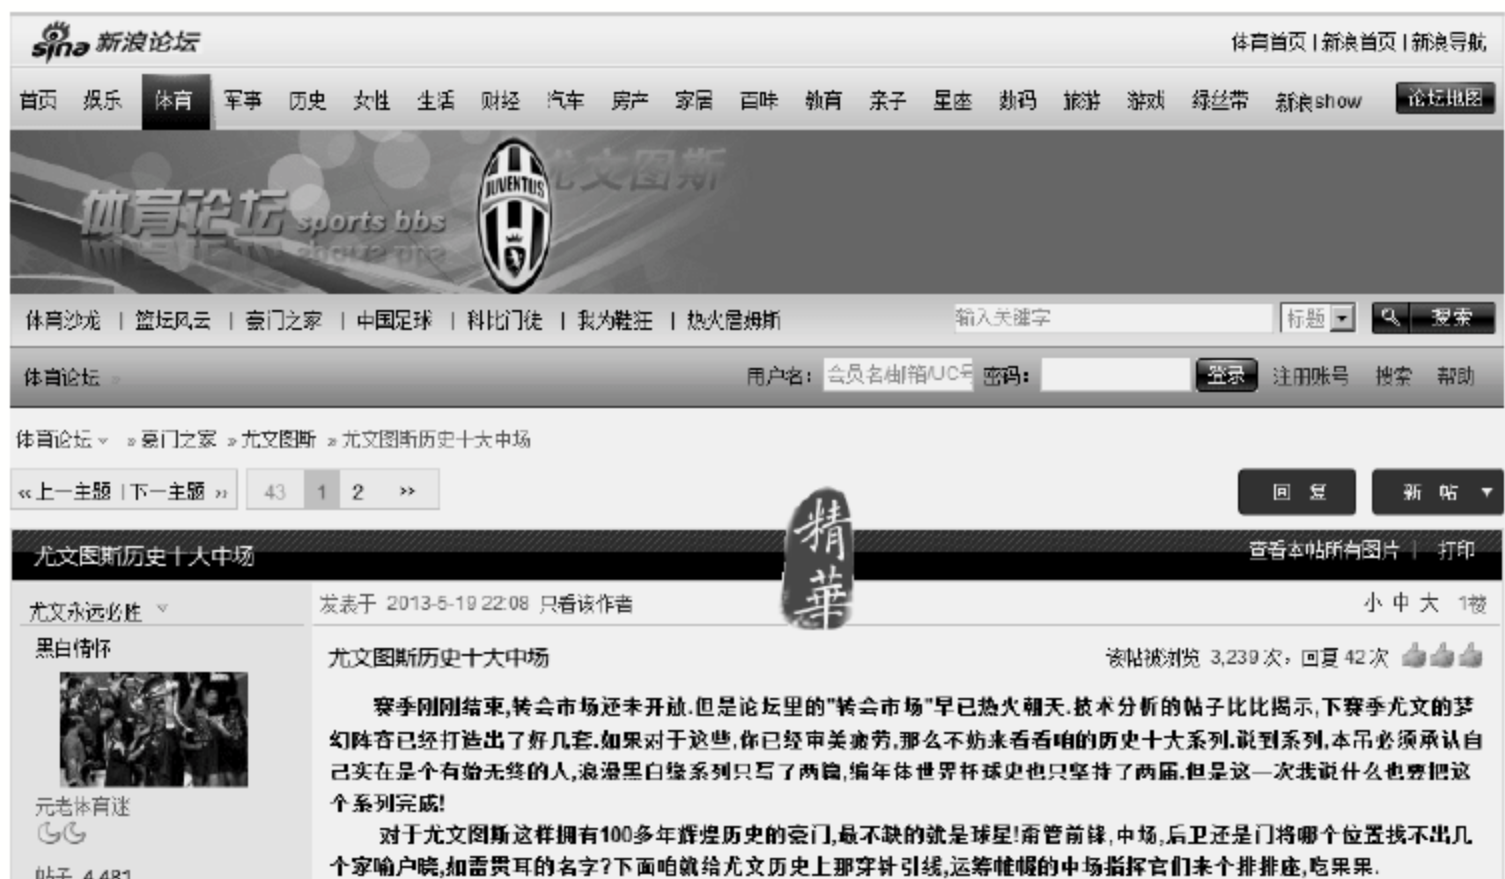 sina 新浪论坛
体育首页 | 新浪首页 | 新浪导航
首页 娱乐 体育 军事 历史 女性 生活 财经 汽车 房产 家居 百味 教育 亲子 星座 数码 旅游 游戏 绿丝带 新浪show 论坛地图
尤文图斯
JUVENTUS
体育论坛 sports bbs
体育沙龙 | 篮坛风云 | 豪门之家 | 中国足球 | 科比门徒 | 我为鞋狂 | 热火詹姆斯 输入关键字 标题 搜索
体育论坛 » 用户名: 会员名/邮箱/UC号 密码: 登录 注册账号 搜索 帮助
体育论坛 » 豪门之家 » 尤文图斯 » 尤文图斯历史十大中场
‹‹ 上一主题 | 下一主题 ›› 43 1 2 ›› 回 复 新 帖
精華
尤文图斯历史十大中场 查看本帖所有图片 | 打印
尤文永远必胜 发表于 2013-5-19 22:08 只看该作者 小 中 大 1楼
黑白情怀
尤文图斯历史十大中场 该帖被浏览 3,239 次，回复 42 次
赛季刚刚结束,转会市场还未开放.但是论坛里的"转会市场"早已热火朝天.技术分析的帖子比比揭示,下赛季尤文的梦
幻阵容已经打造出了好几套.如果对于这些,你已经审美疲劳,那么不妨来看看咱的历史十大系列.说到系列,本吊必须承认自
己实在是个有始无终的人,浪漫黑白缘系列只写了两篇,编年体世界杯球史也只坚持了两届.但是这一次我说什么也要把这
个系列完成!
对于尤文图斯这样拥有100多年辉煌历史的豪门,最不缺的就是球星!甭管前锋,中场,后卫还是门将哪个位置找不出几
个家喻户晓,如雷贯耳的名字?下面咱就给尤文历史上那穿针引线,运筹帷幄的中场指挥官们来个排排座,吃果果.
元老体育迷
帖子 4,481